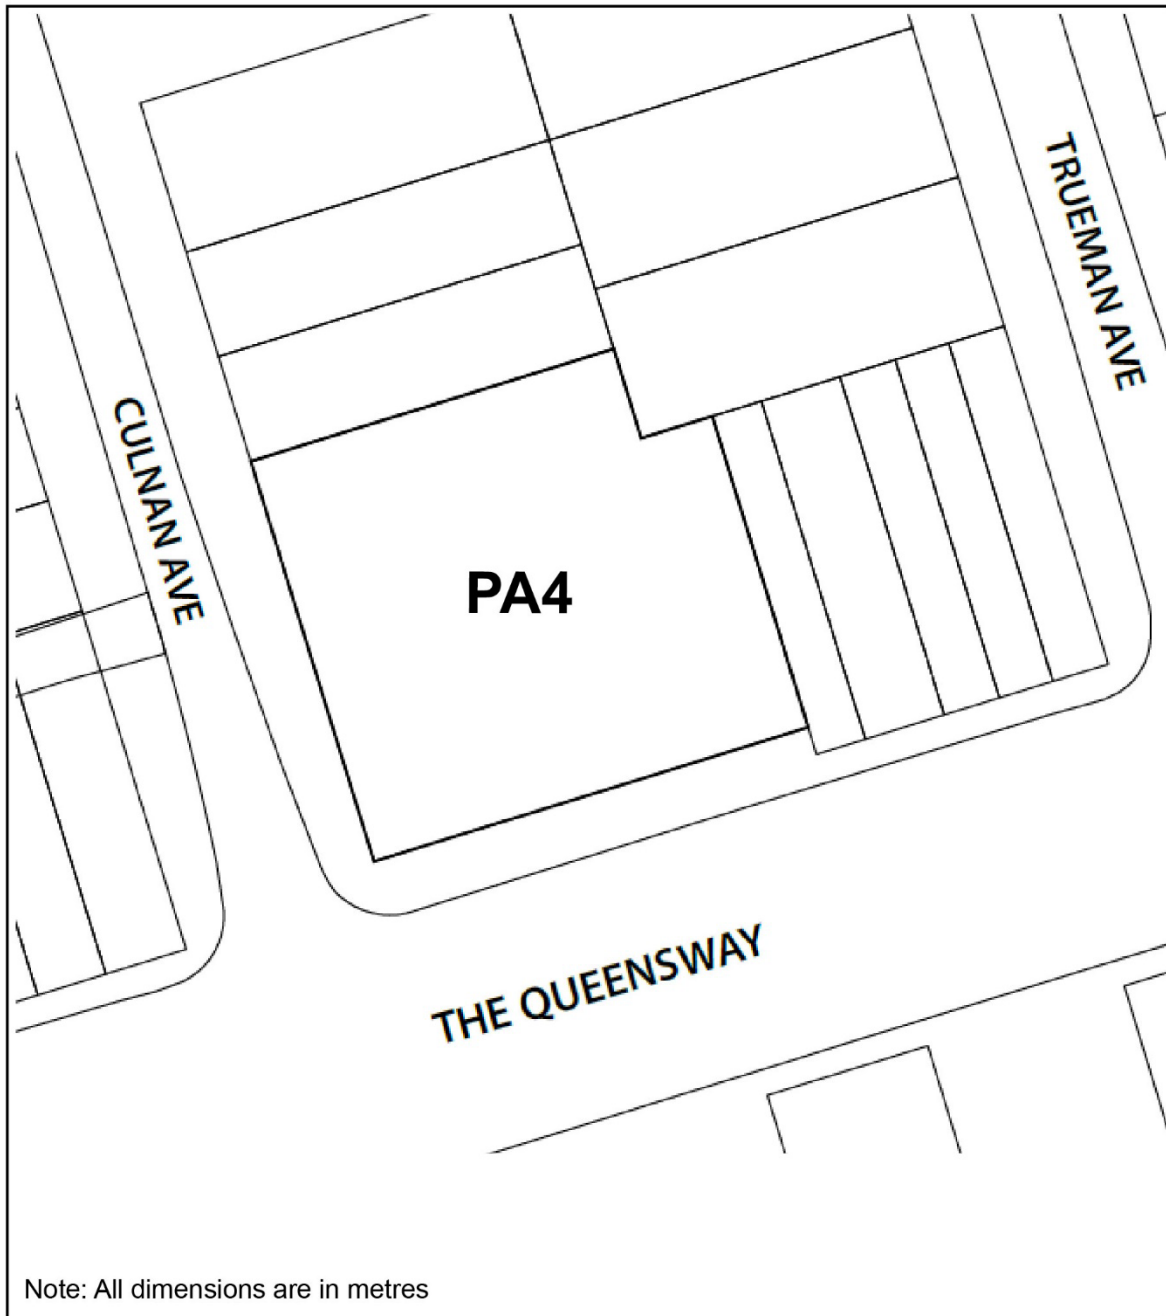 TRUEMAN AVE
CULNAN AVE
PA4
THE QUEENSWAY
Note: All dimensions are in metres